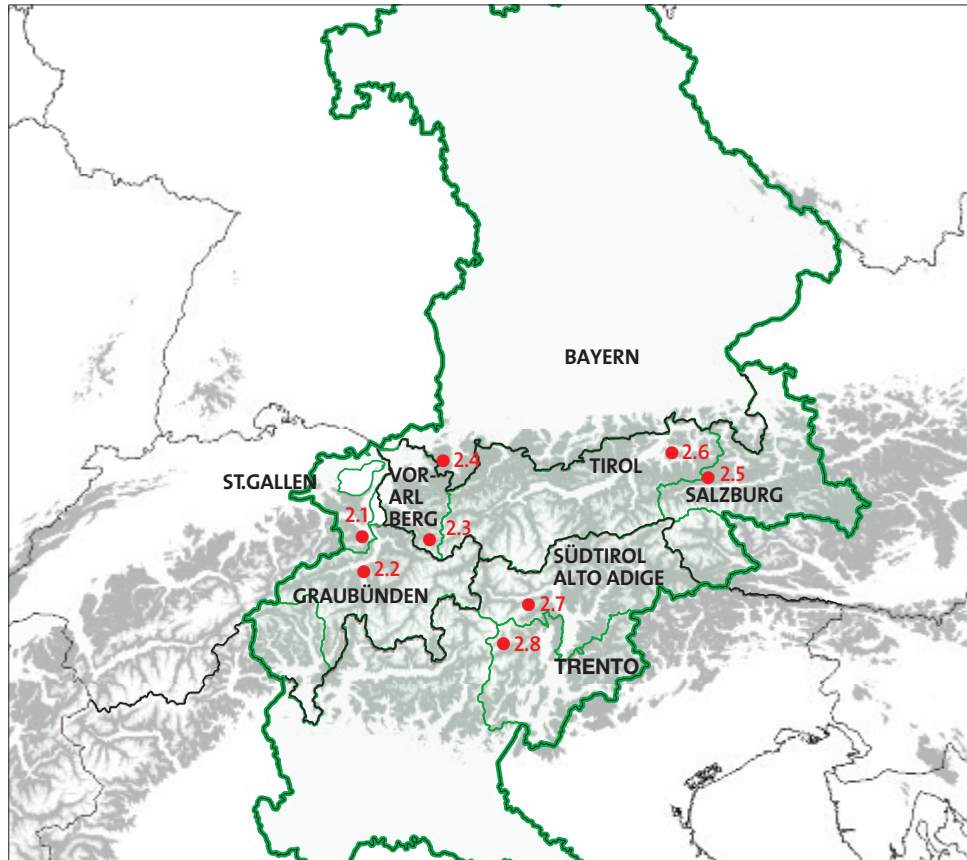 BAYERN
2.4
2.6
TIROL
ST.GALLEN
VOR-
ARL
BERG
2.5
SALZBURG
2.1
2.3
SÜDTIROL
ALTO ADIGE
2.2
GRAUBÜNDEN
2.7
2.8
TRENTO